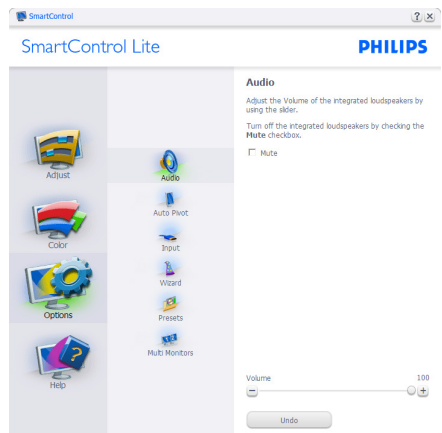 SmartControl
? x
SmartControl Lite
PHILIPS
Adjust
Color
Options
Help
Audio
Auto Pivot
Input
Wizard
Presets
Multi Monitors
Audio
Adjust the Volume of the integrated loudspeakers by
using the slider.
Turn off the integrated loudspeakers by checking the
Mute checkbox.
Mute
Volume 100
Undo